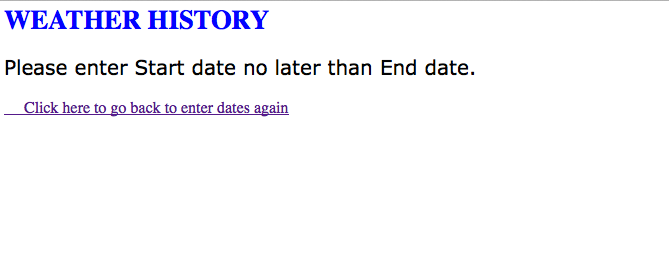 WEATHER HISTORY
Please enter Start date no later than End date.
Click here to go back to enter dates again